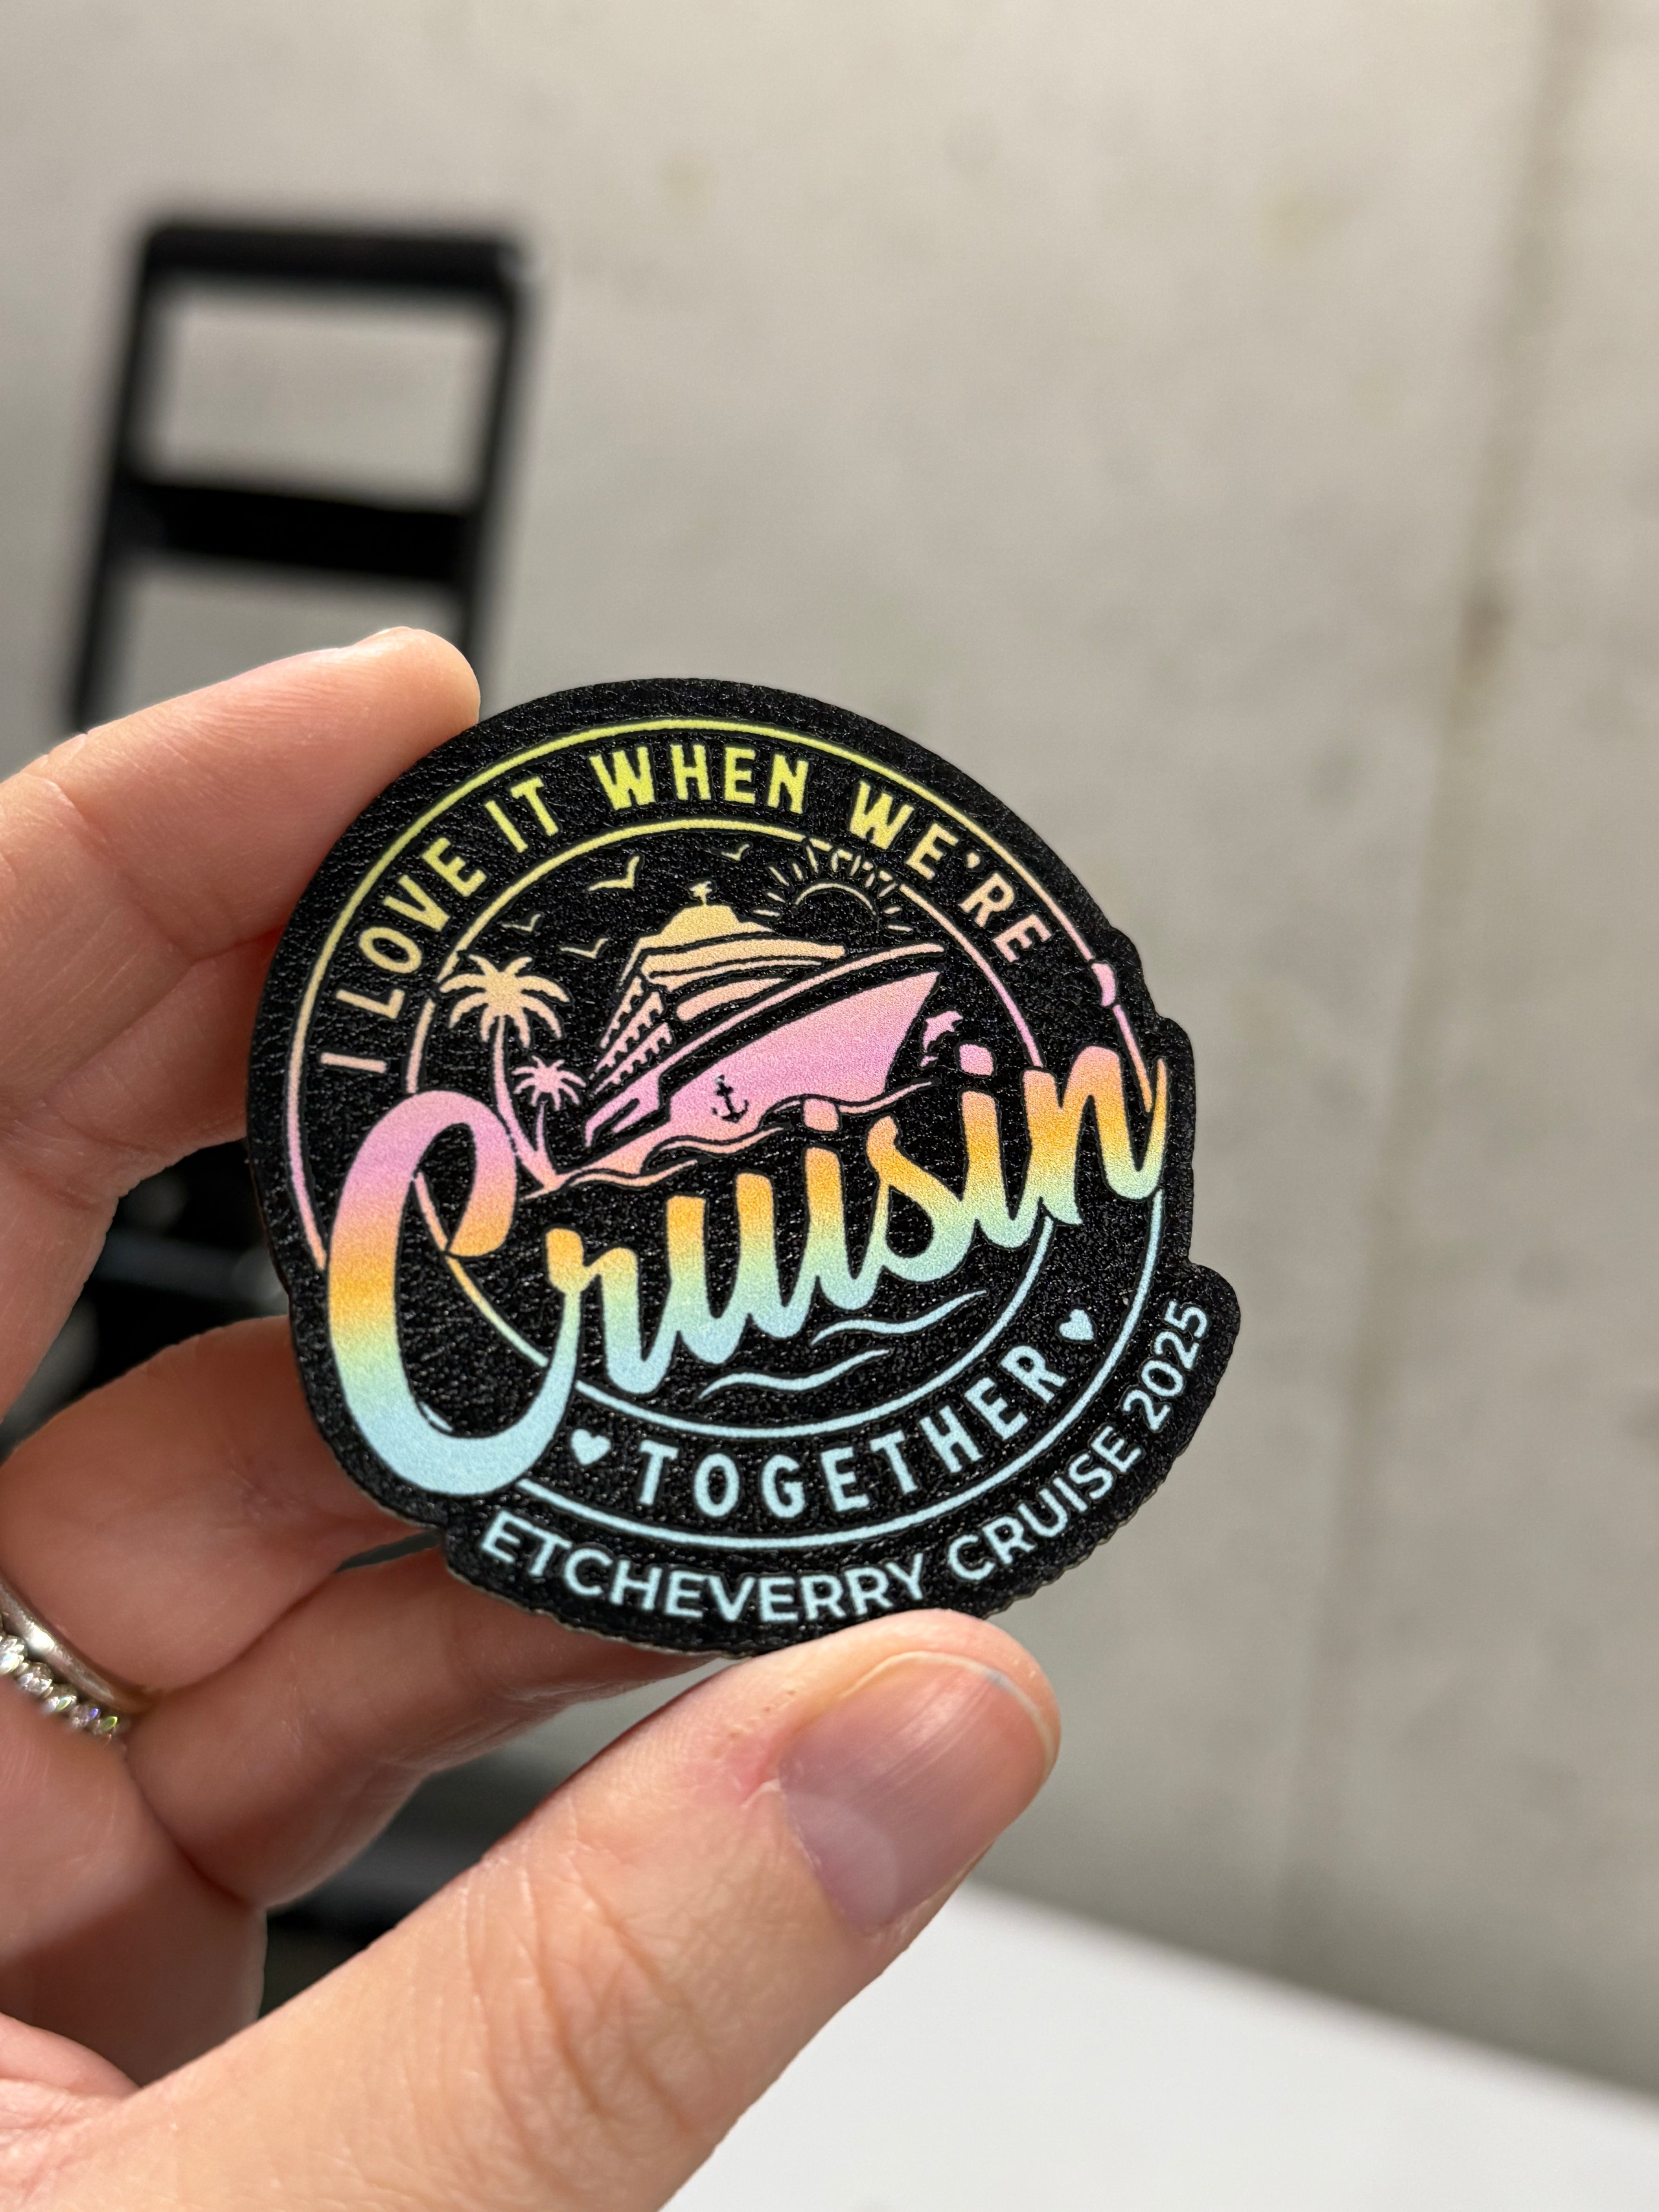 I LOVE IT WHEN WE'RE
Cruisin
TOGETHER
ETCHEVERRY CRUISE 2025